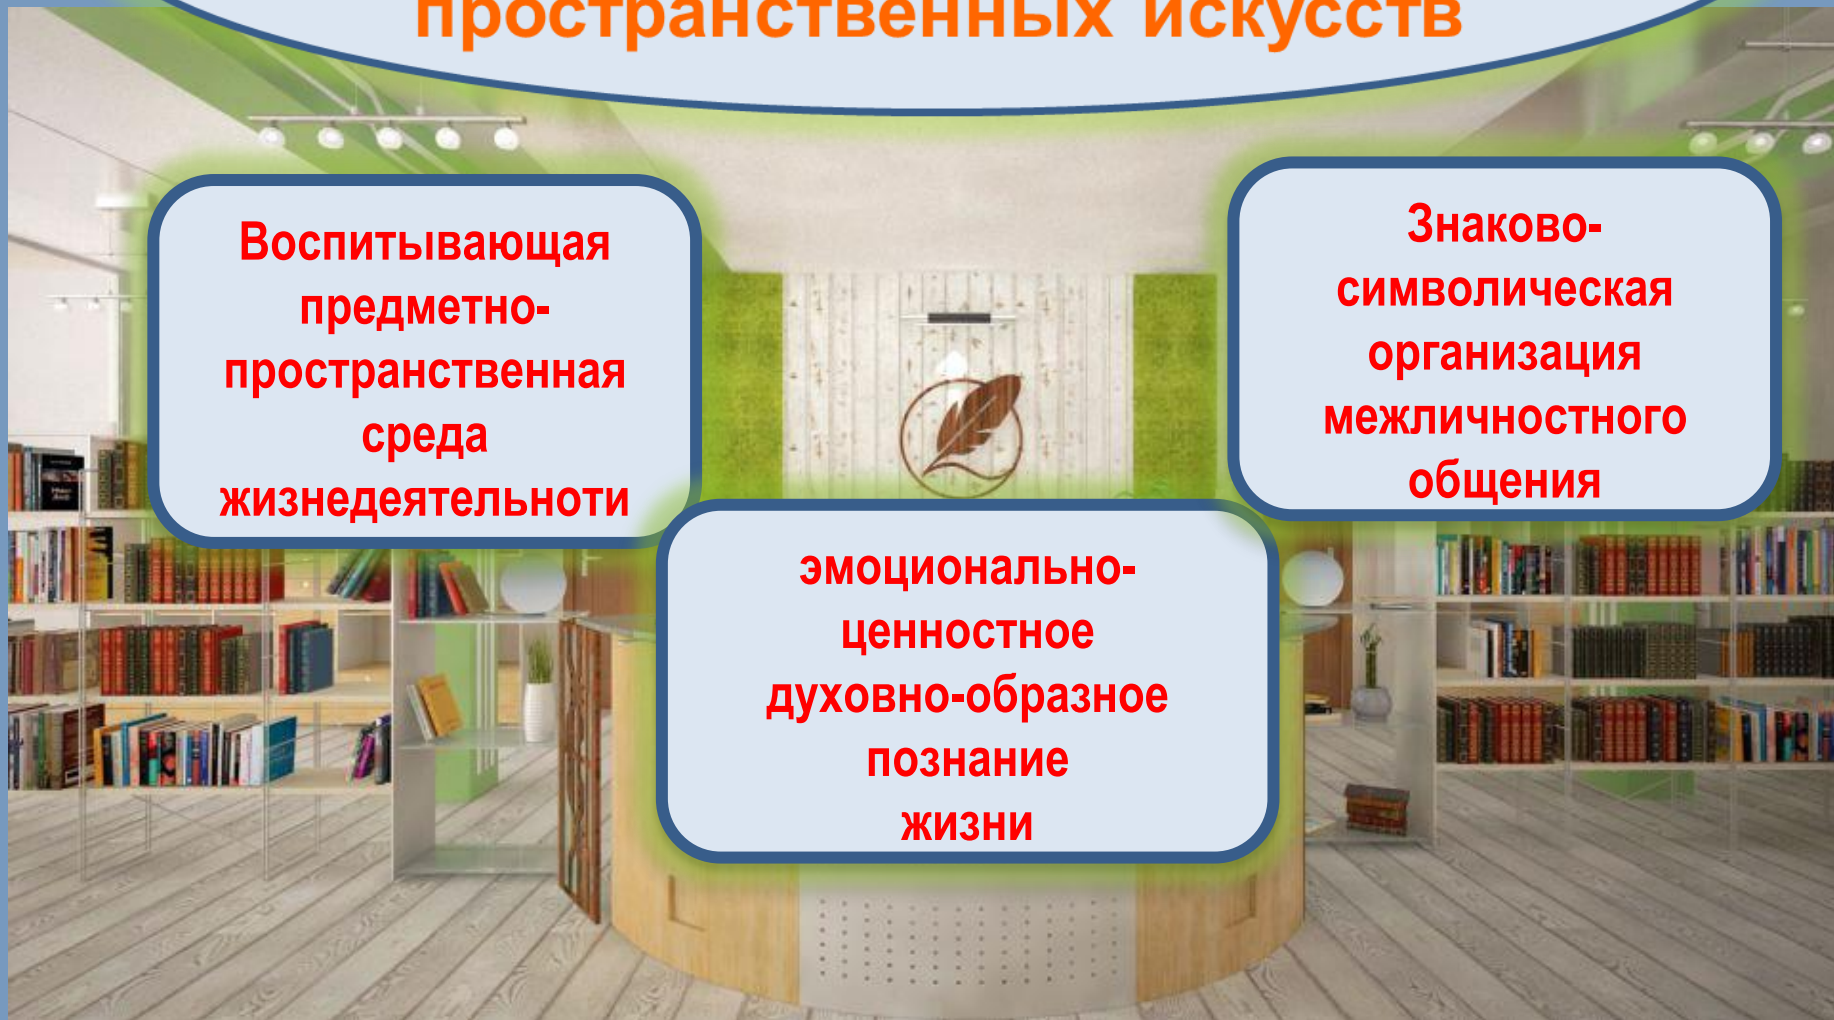 пространственных искусств
Воспитывающая
предметно-
пространственная
среда
жизнедеятельноти
Знаково-
символическая
организация
межличностного
общения
эмоционально-
ценностное
духовно-образное
познание
жизни